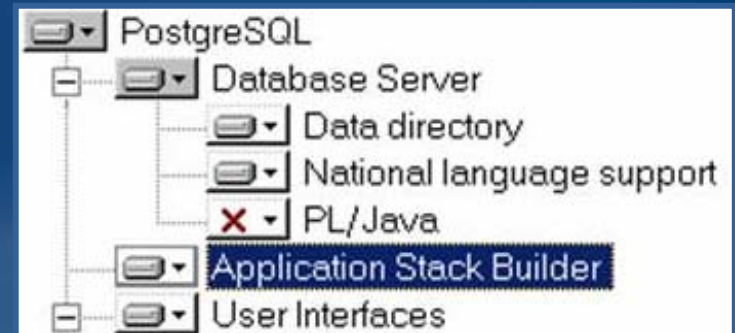 PostgreSQL
Database Server
Data directory
National language support
PL/Java
Application Stack Builder
User Interfaces